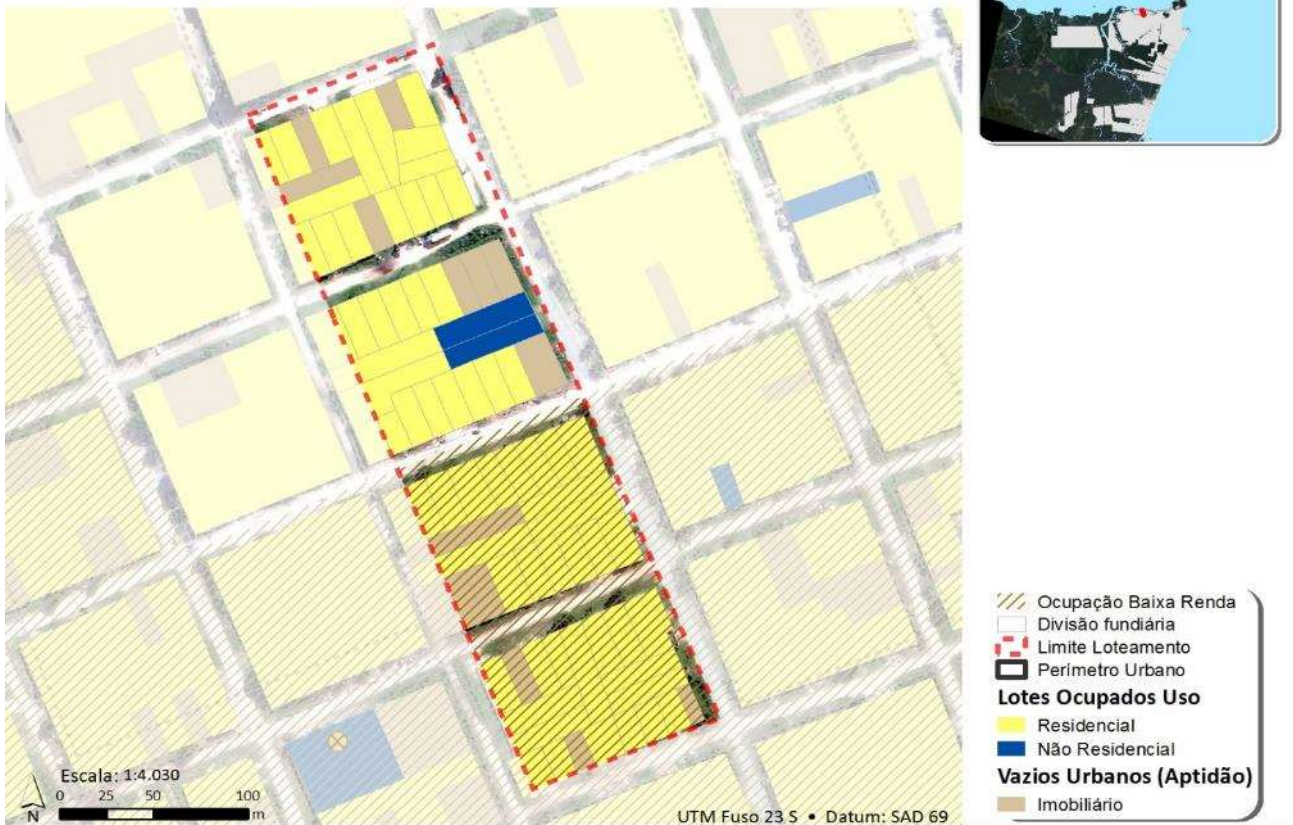 Ocupação Baixa Renda
Divisão fundiária
Limite Loteamento
Perímetro Urbano
Lotes Ocupados Uso
Residencial
Não Residencial
Vazios Urbanos (Aptidão)
Imobiliário
Escala: 1:4.030
0 25 50 100
m
N
UTM Fuso 23 S • Datum: SAD 69